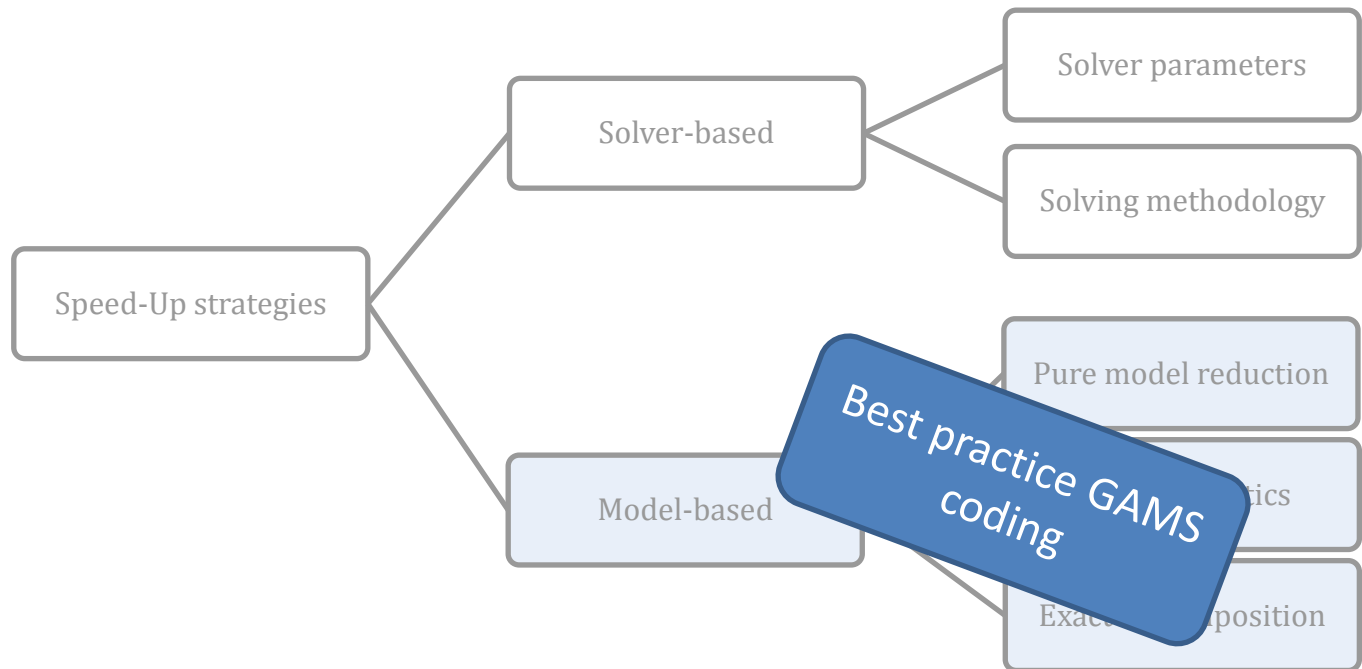 Solver parameters
Solver-based
Solving methodology
Speed-Up strategies
Pure model reduction
Best practice GAMS
coding
Model-based
tics
Exact
position